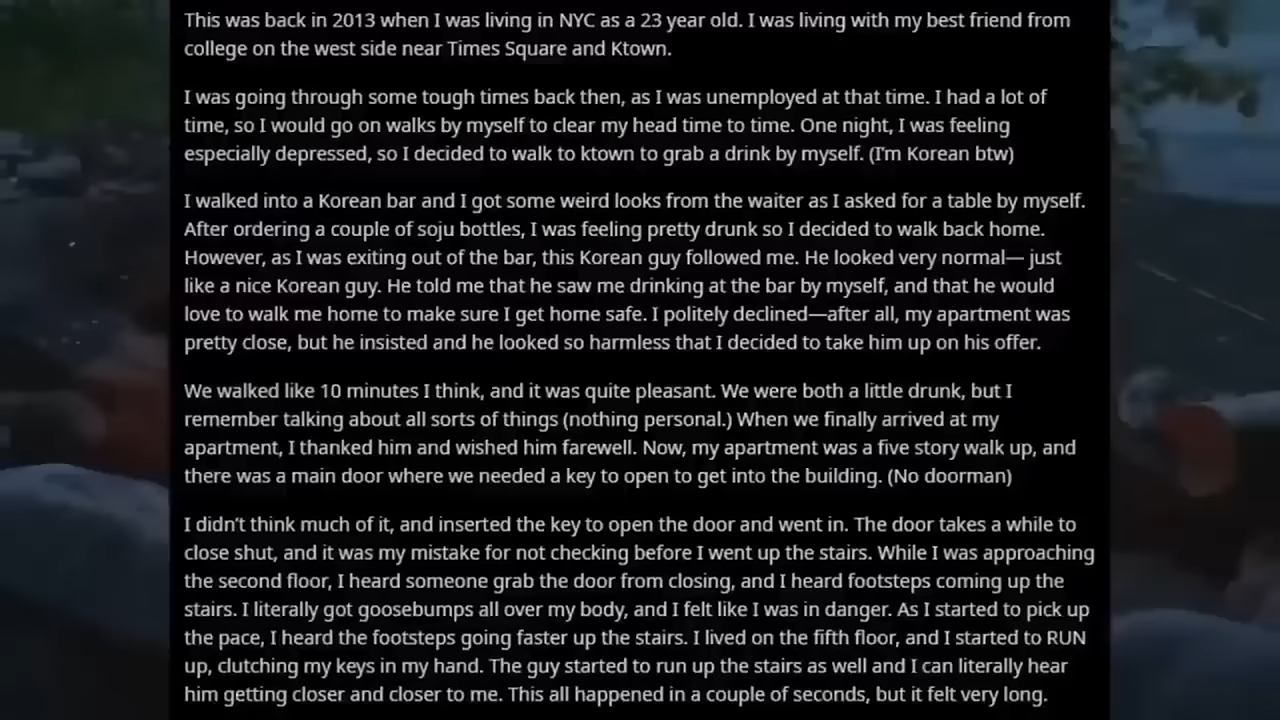 This was back in 2013 when I was living in NYC as a 23 year old. I was living with my best friend from
college on the west side near Times Square and Ktown.
I was going through some tough times back then, as I was unemployed at that time. I had a lot of
time, so I would go on walks by myself to clear my head time to time. One night, I was feeling
especially depressed, so I decided to walk to ktown to grab a drink by myself. (I'm Korean btw)
I walked into a Korean bar and I got some weird looks from the waiter as I asked for a table by myself.
After ordering a couple of soju bottles, I was feeling pretty drunk so I decided to walk back home.
However, as I was exiting out of the bar, this Korean guy followed me. He looked very normal— just
like a nice Korean guy. He told me that he saw me drinking at the bar by myself, and that he would
love to walk me home to make sure I get home safe. I politely declined—after all, my apartment was
pretty close, but he insisted and he looked so harmless that I decided to take him up on his offer.
We walked like 10 minutes I think, and it was quite pleasant. We were both a little drunk, but I
remember talking about all sorts of things (nothing personal.) When we finally arrived at my
apartment, I thanked him and wished him farewell. Now, my apartment was a five story walk up, and
there was a main door where we needed a key to open to get into the building. (No doorman)
I didn't think much of it, and inserted the key to open the door and went in. The door takes a while to
close shut, and it was my mistake for not checking before I went up the stairs. While I was approaching
the second floor, I heard someone grab the door from closing, and I heard footsteps coming up the
stairs. I literally got goosebumps all over my body, and I felt like I was in danger. As I started to pick up
the pace, I heard the footsteps going faster up the stairs. I lived on the fifth floor, and I started to RUN
up, clutching my keys in my hand. The guy started to run up the stairs as well and I can literally hear
him getting closer and closer to me. This all happened in a couple of seconds, but it felt very long.